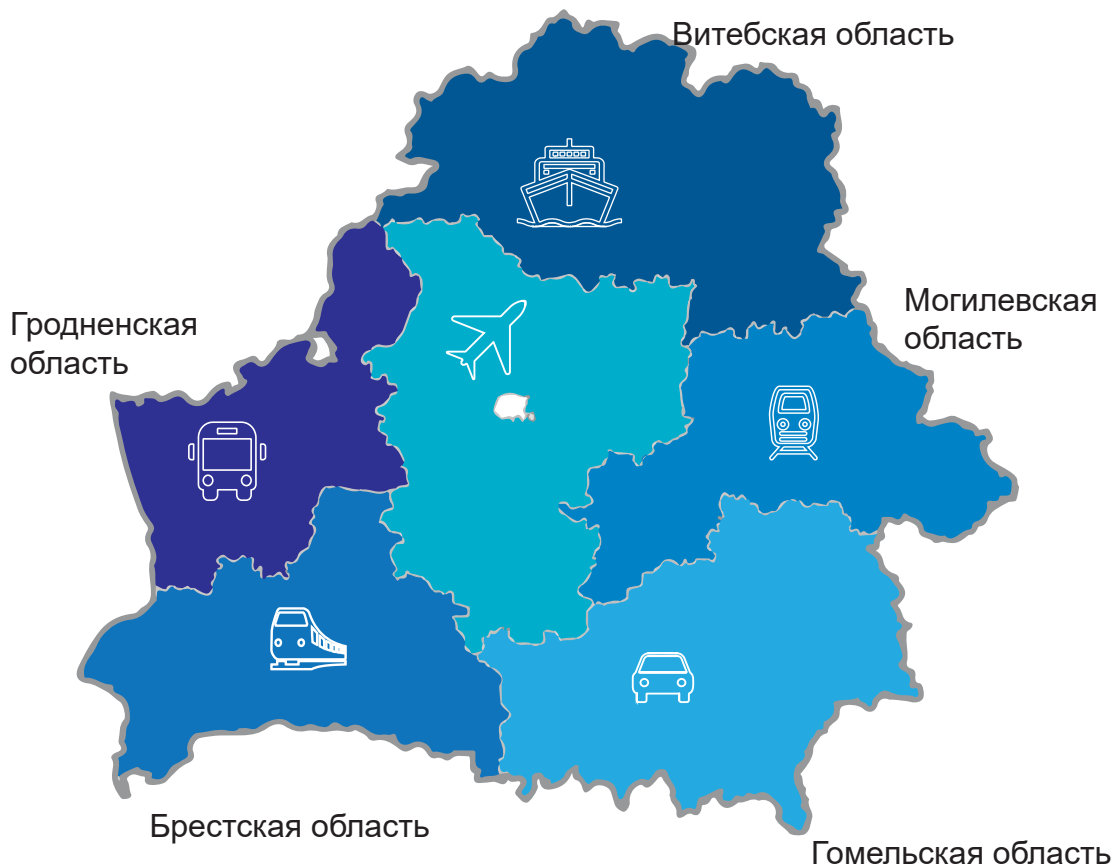 Витебская область
Могилевская
область
Гродненская
область
Брестская область
Гомельская область